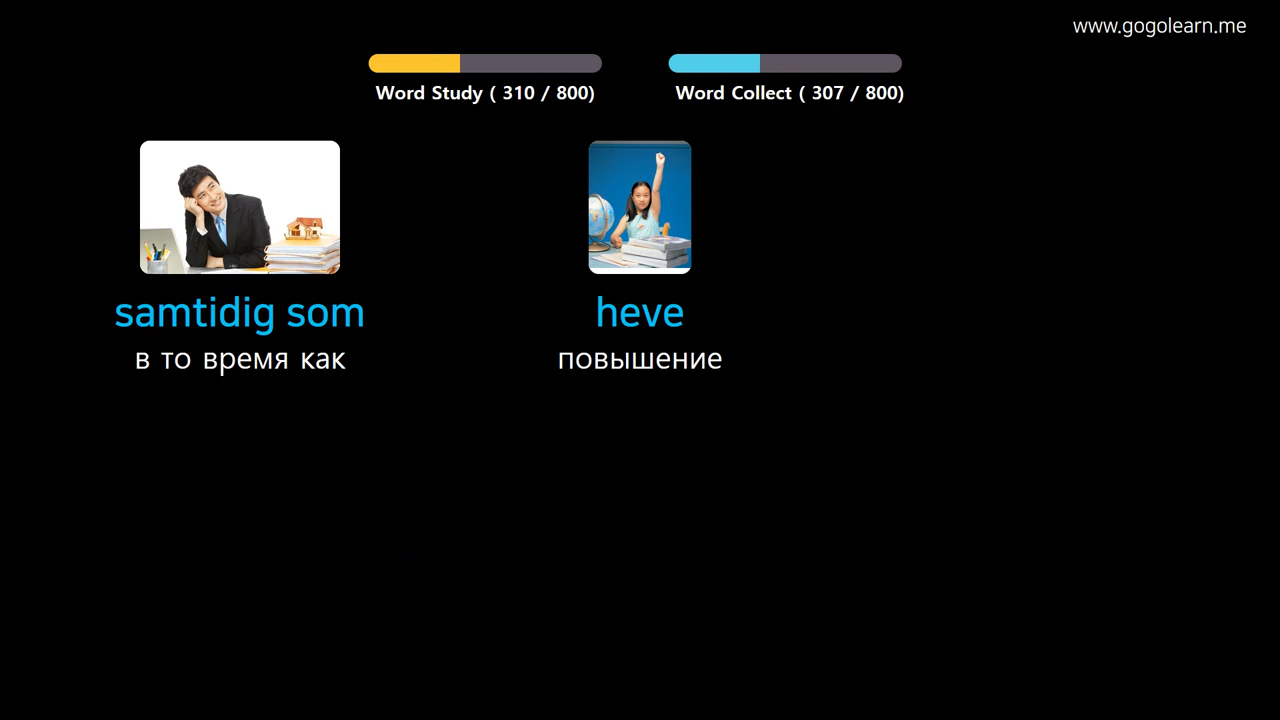 www.gogolearn.me
Word Study ( 310 / 800)
Word Collect ( 307 / 800)
samtidig som
в то время как
heve
повышение